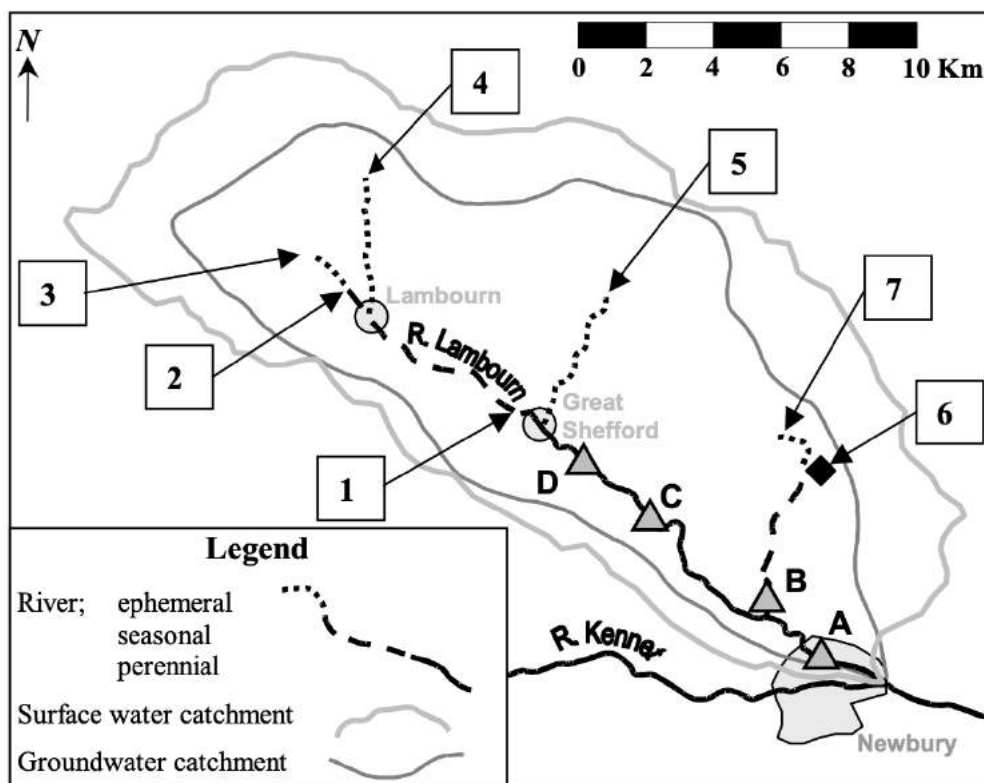 N
0 2 4 6 8 10 Km
4
5
3
Lambourn
7
R. Lambourn
2
Great
Shefford
6
1
D
C
B
A
R. Kennet
Newbury
Legend
River; ephemeral
seasonal
perennial
Surface water catchment
Groundwater catchment